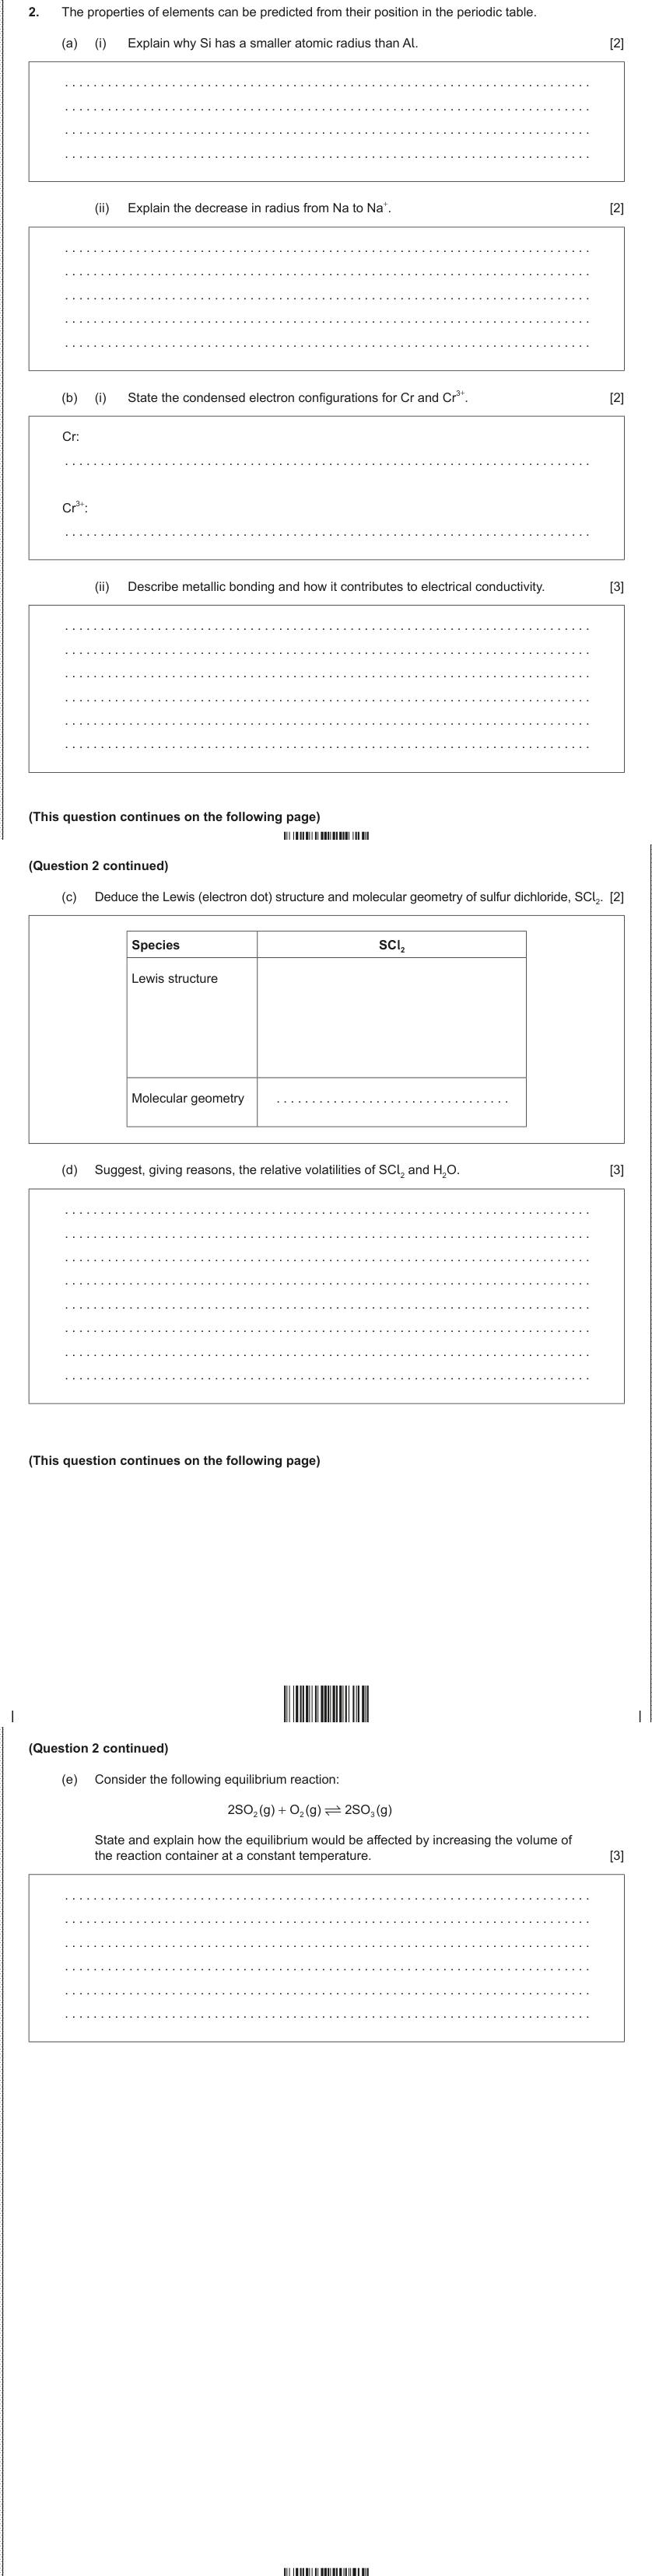 2. The properties of elements can be predicted from their position in the periodic table.
(a) (i) Explain why Si has a smaller atomic radius than Al. [2]
(ii) Explain the decrease in radius from Na to Na⁺. [2]
(b) (i) State the condensed electron configurations for Cr and Cr³⁺. [2]
Cr:
Cr³⁺:
(ii) Describe metallic bonding and how it contributes to electrical conductivity. [3]
(This question continues on the following page)
(Question 2 continued)
(c) Deduce the Lewis (electron dot) structure and molecular geometry of sulfur dichloride, SCl₂. [2]
Species SCl₂
Lewis structure
Molecular geometry
(d) Suggest, giving reasons, the relative volatilities of SCl₂ and H₂O. [3]
(This question continues on the following page)
(Question 2 continued)
(e) Consider the following equilibrium reaction:
2SO₂(g) + O₂(g) ⇌ 2SO₃(g)
State and explain how the equilibrium would be affected by increasing the volume of
the reaction container at a constant temperature. [3]